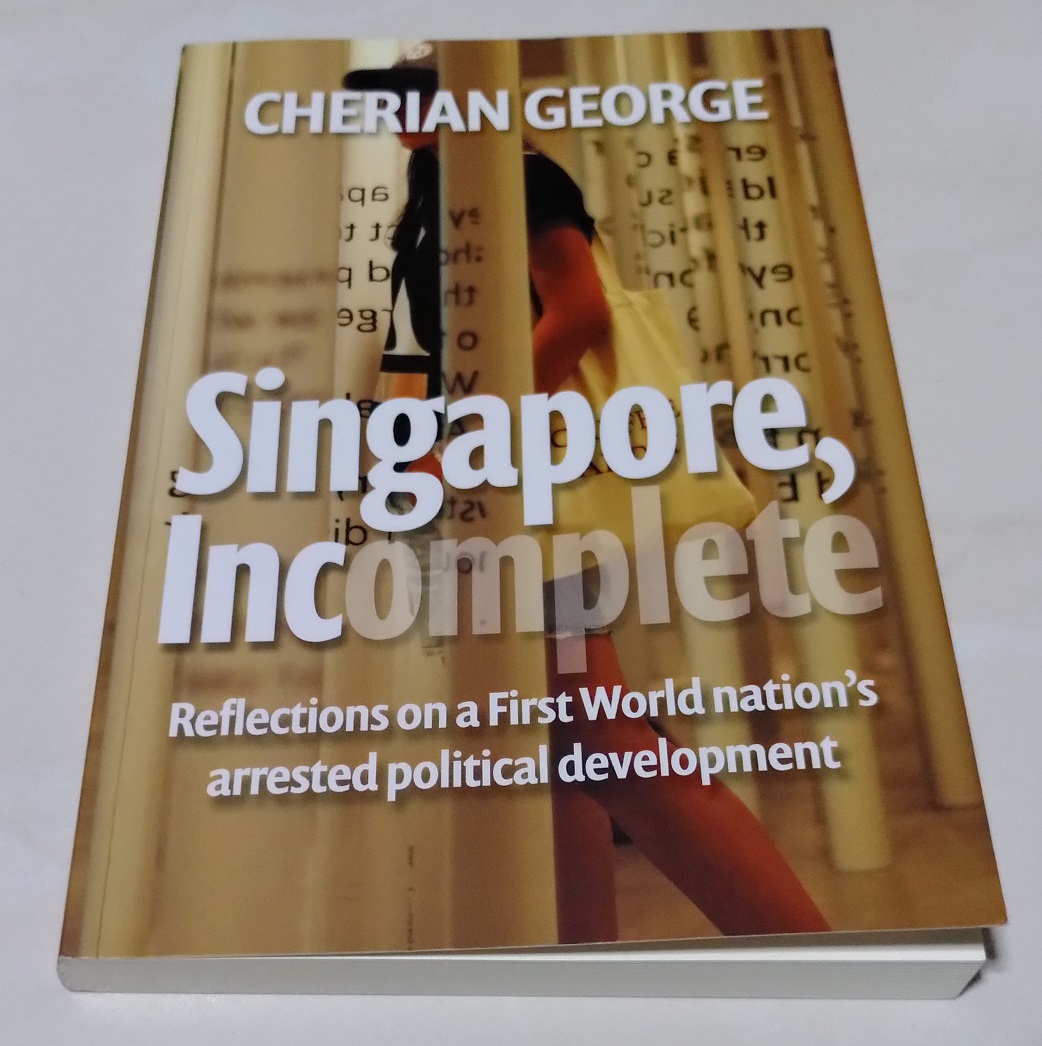 CHERIAN GEORGE
Singapore,
Incomplete
Reflections on a First World nation's
arrested political development